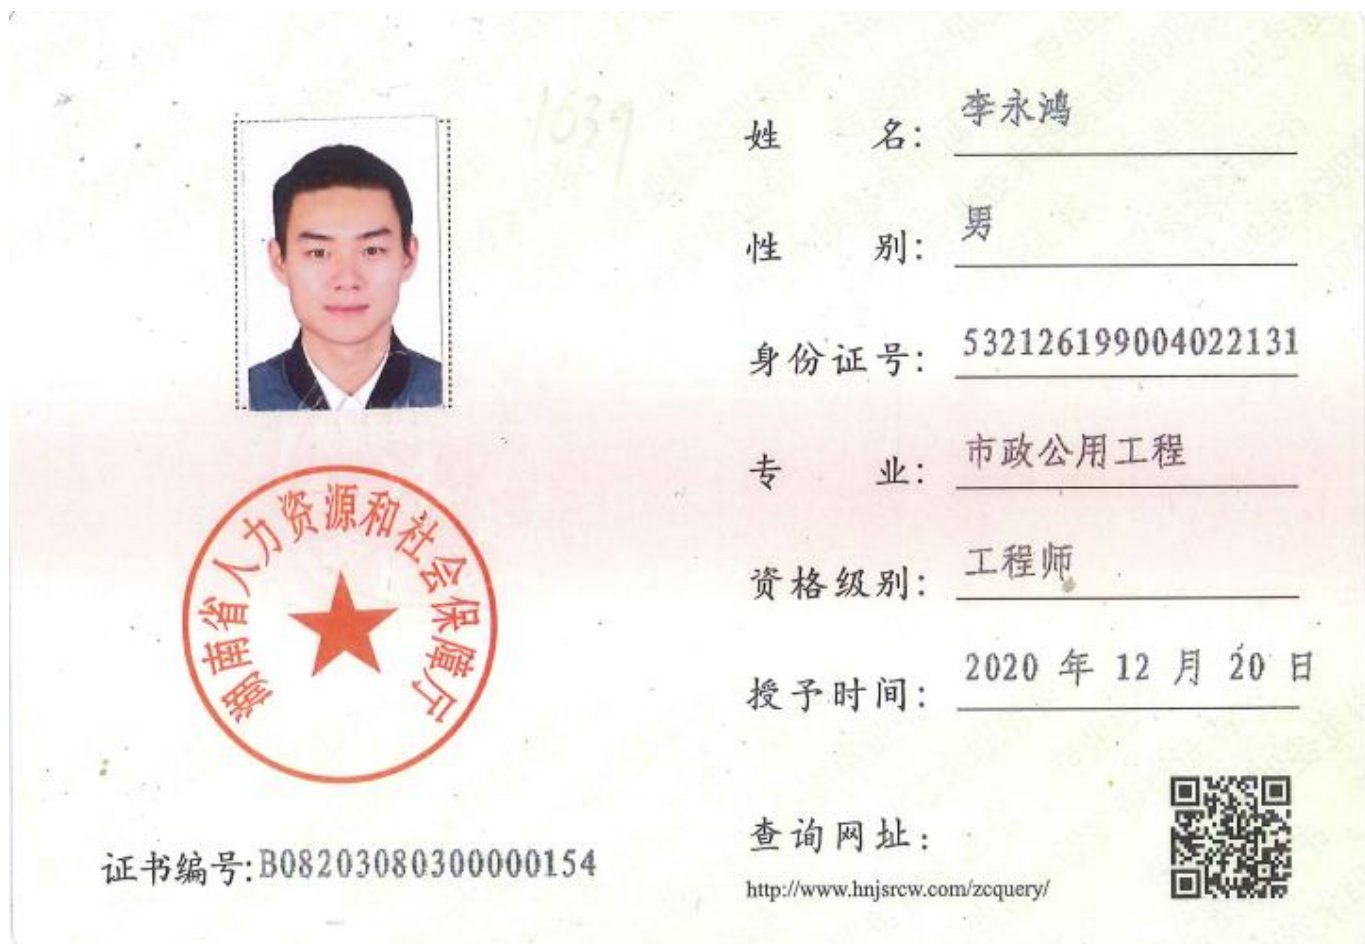 1039
姓名：李永鸿
性别：男
身份证号：532126199004022131
专业：市政公用工程
资格级别：工程师
授予时间：2020 年 12 月 20 日
湖南省人力资源和社会保障厅
查询网址：
http://www.hnjsrcw.com/zcquery/
证书编号：B08203080300000154